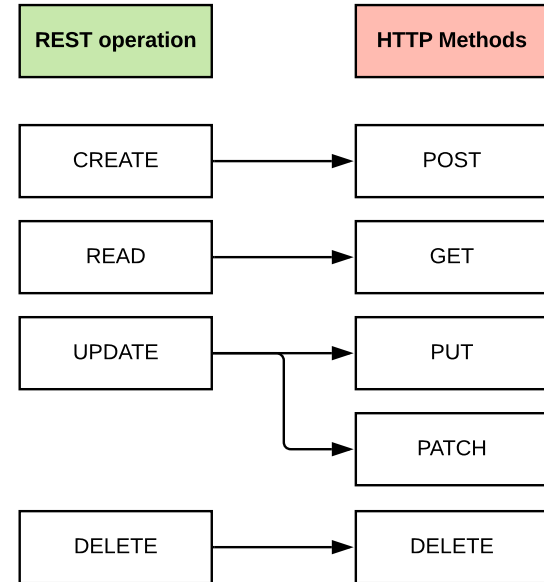 REST operation
HTTP Methods
CREATE
POST
READ
GET
UPDATE
PUT
PATCH
DELETE
DELETE